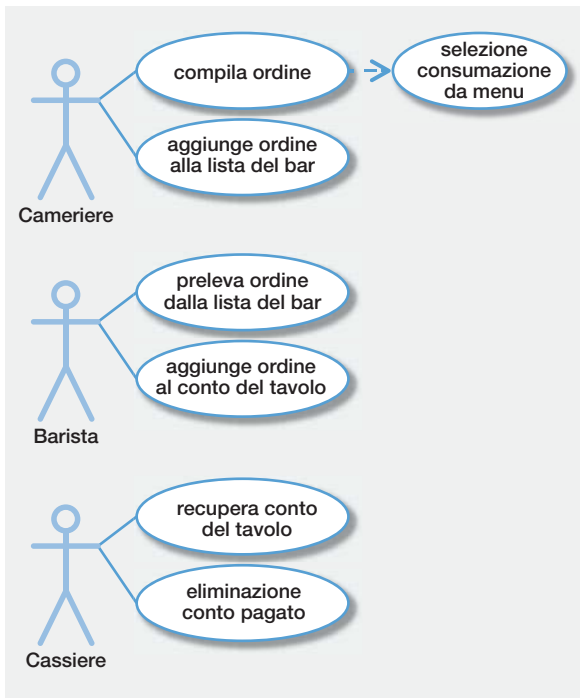 compila ordine
selezione
consumazione
da menu
aggiunge ordine
alla lista del bar
Cameriere
preleva ordine
dalla lista del bar
aggiunge ordine
al conto del tavolo
Barista
recupera conto
del tavolo
eliminazione
conto pagato
Cassiere